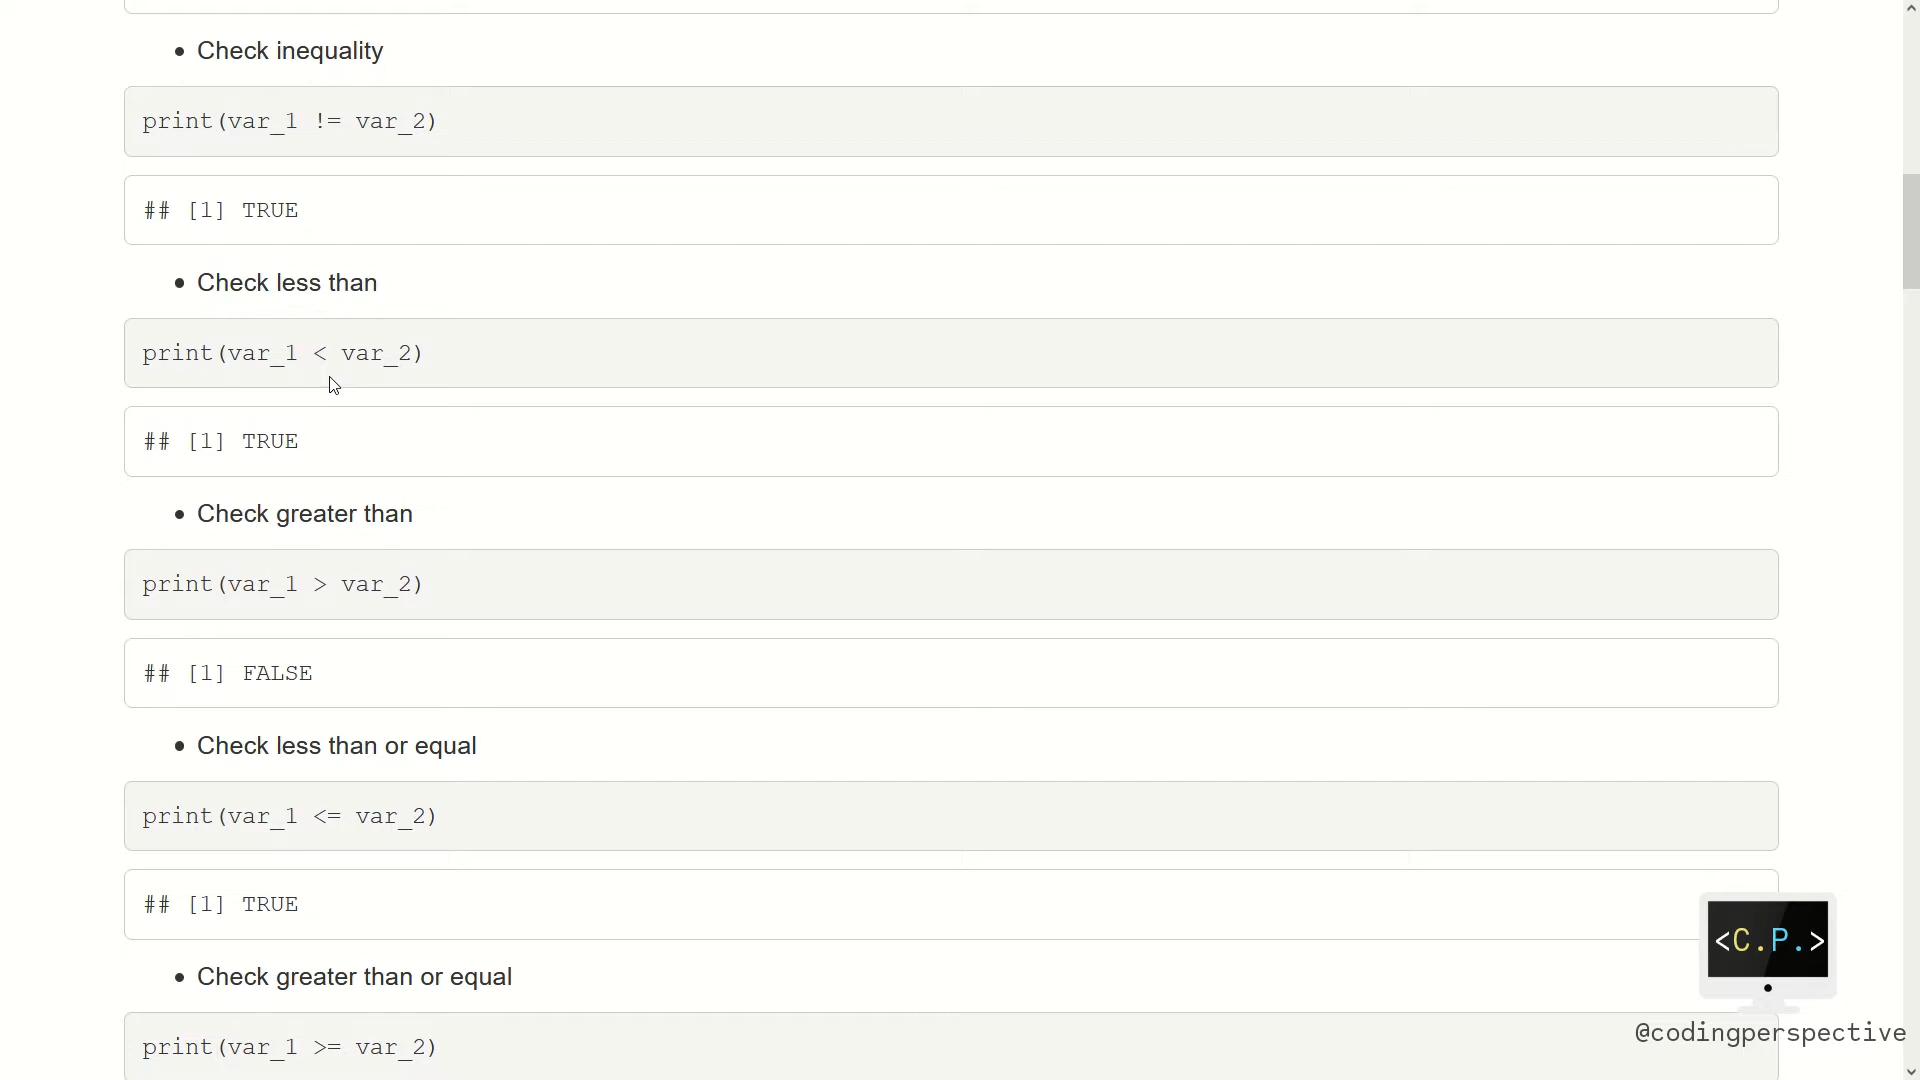 Check inequality
print(var_1 != var_2)
## [1] TRUE
Check less than
print(var_1 < var_2)
## [1] TRUE
Check greater than
print(var_1 > var_2)
## [1] FALSE
Check less than or equal
print(var_1 <= var_2)
## [1] TRUE
<C.P.>
Check greater than or equal
@codingperspective
print(var_1 >= var_2)